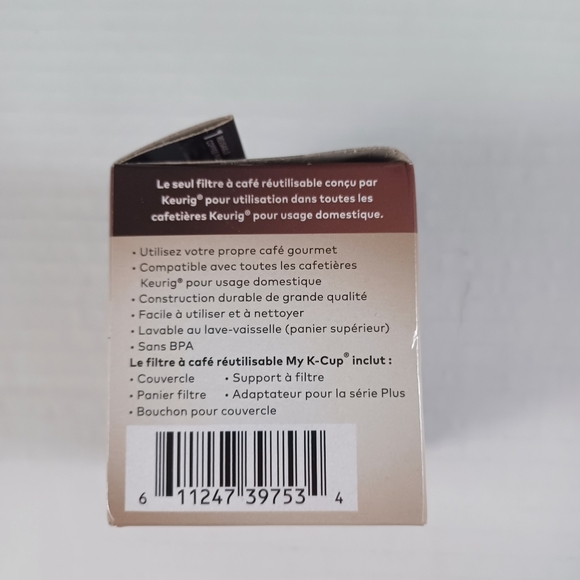 Le seul filtre à café réutilisable conçu par
Keurig® pour utilisation dans toutes les
cafetières Keurig® pour usage domestique.
• Utilisez votre propre café gourmet
• Compatible avec toutes les cafetières
Keurig® pour usage domestique
• Construction durable de grande qualité
• Facile à utiliser et à nettoyer
• Lavable au lave-vaisselle (panier supérieur)
• Sans BPA
Le filtre à café réutilisable My K-Cup® inclut :
• Couvercle • Support à filtre
• Panier filtre • Adaptateur pour la série Plus
• Bouchon pour couvercle
6 11247 39753 4